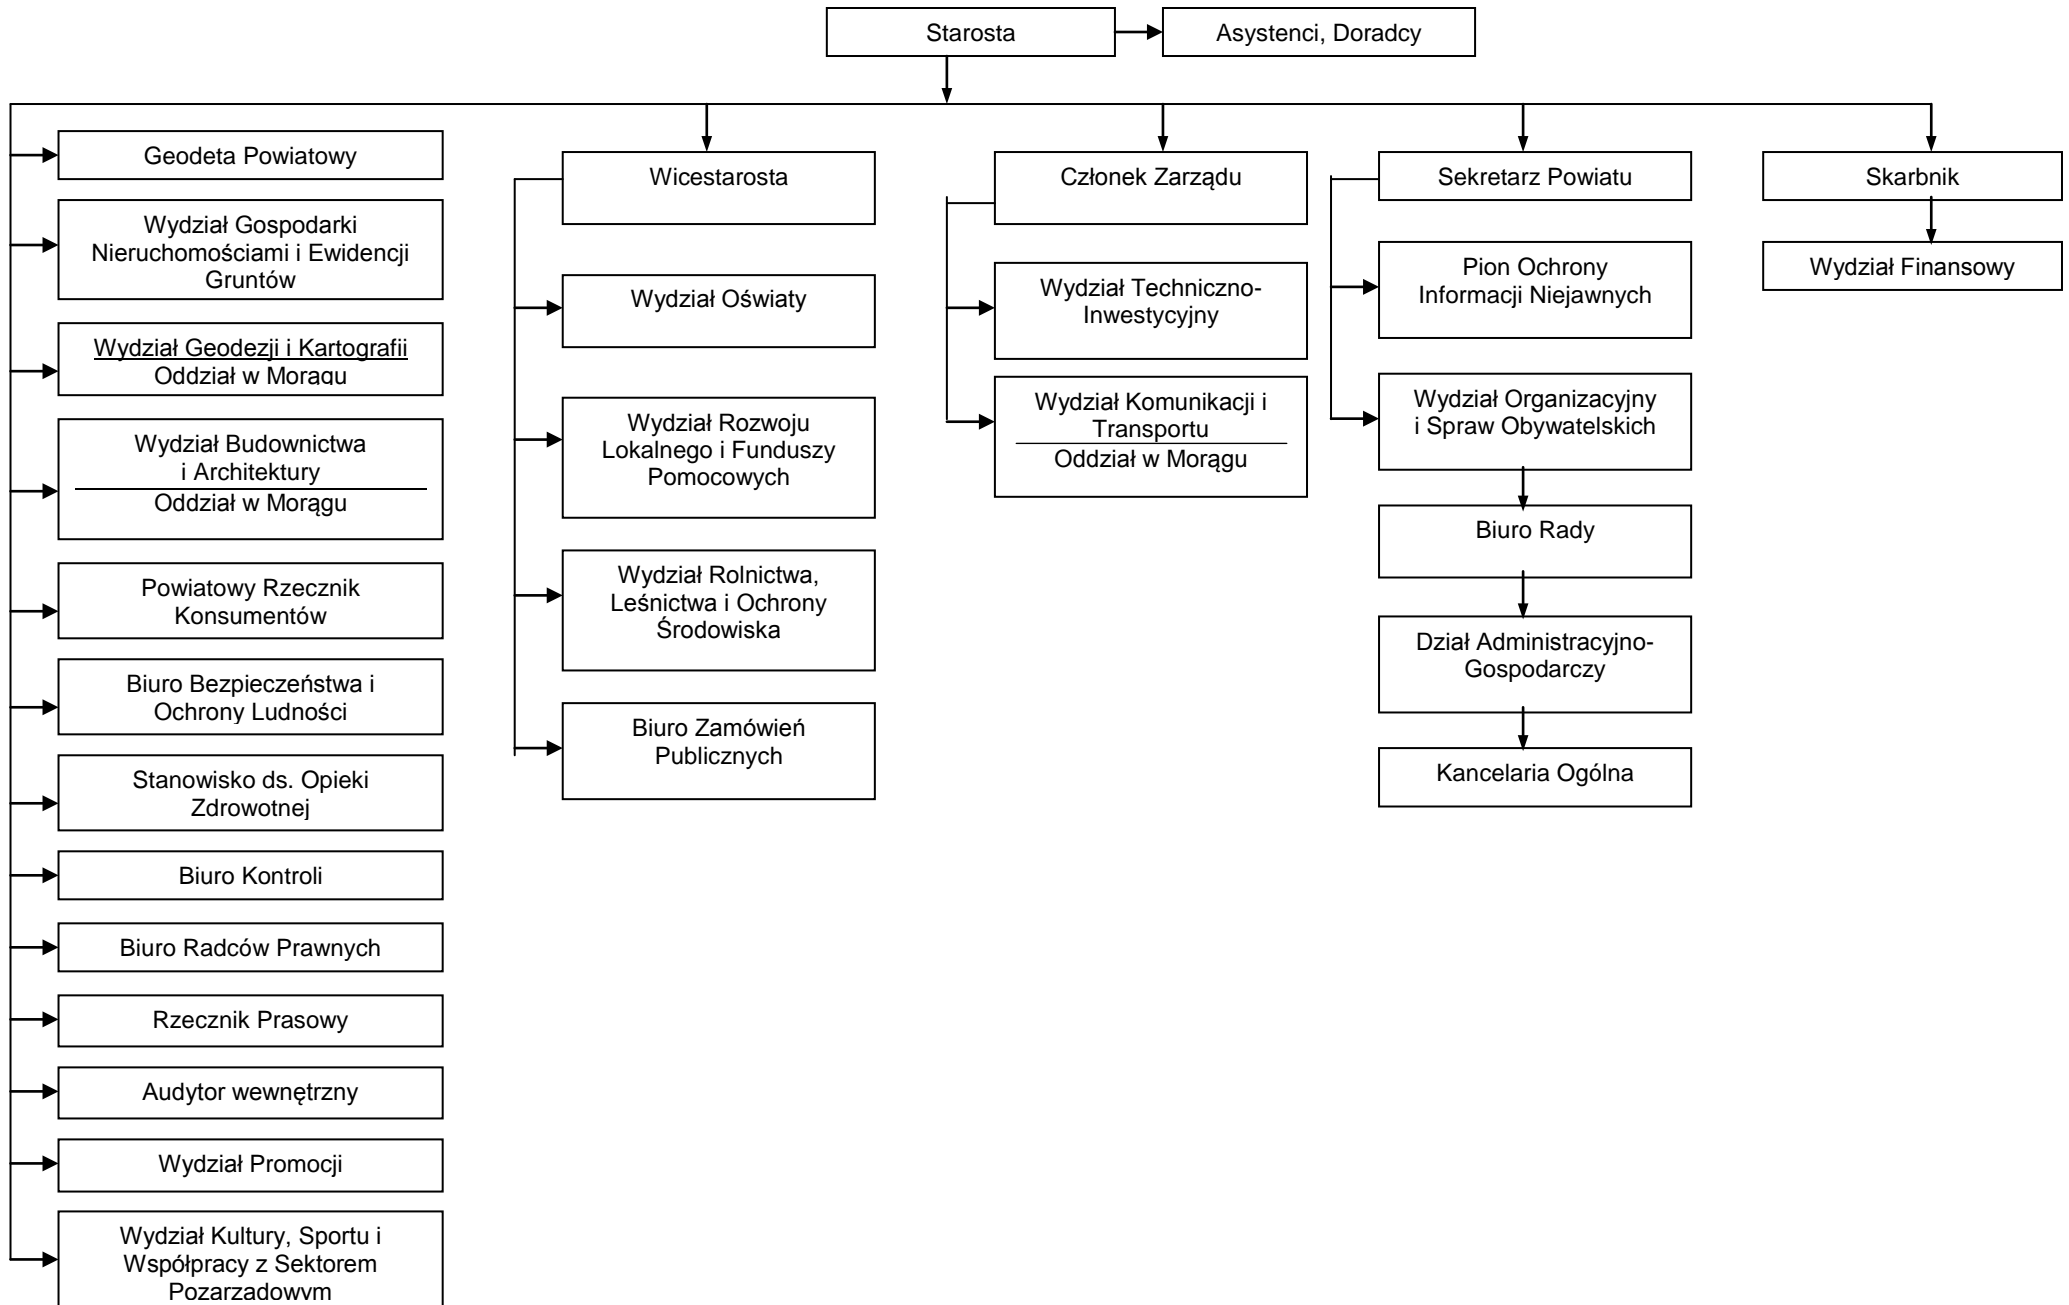 Starosta
Asystenci, Doradcy
Geodeta Powiatowy
Wydział Gospodarki
Nieruchomościami i Ewidencji
Gruntów
Wydział Geodezji i Kartografii
Oddział w Morągu
Wydział Budownictwa
i Architektury
Oddział w Morągu
Powiatowy Rzecznik
Konsumentów
Biuro Bezpieczeństwa i
Ochrony Ludności
Stanowisko ds. Opieki
Zdrowotnej
Biuro Kontroli
Biuro Radców Prawnych
Rzecznik Prasowy
Audytor wewnętrzny
Wydział Promocji
Wydział Kultury, Sportu i
Współpracy z Sektorem
Pozarządowym
Wicestarosta
Wydział Oświaty
Wydział Rozwoju
Lokalnego i Funduszy
Pomocowych
Wydział Rolnictwa,
Leśnictwa i Ochrony
Środowiska
Biuro Zamówień
Publicznych
Członek Zarządu
Wydział Techniczno-
Inwestycyjny
Wydział Komunikacji i
Transportu
Oddział w Morągu
Sekretarz Powiatu
Pion Ochrony
Informacji Niejawnych
Wydział Organizacyjny
i Spraw Obywatelskich
Biuro Rady
Dział Administracyjno-
Gospodarczy
Kancelaria Ogólna
Skarbnik
Wydział Finansowy